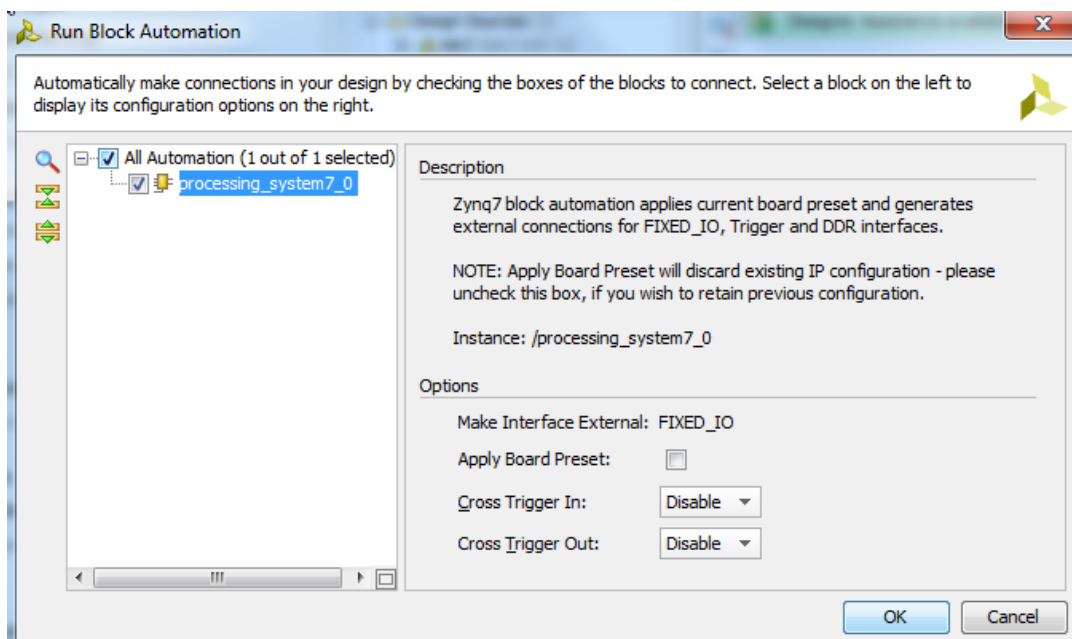 Run Block Automation
Automatically make connections in your design by checking the boxes of the blocks to connect. Select a block on the left to
display its configuration options on the right.
All Automation (1 out of 1 selected)
processing_system7_0
Description
Zynq7 block automation applies current board preset and generates
external connections for FIXED_IO, Trigger and DDR interfaces.
NOTE: Apply Board Preset will discard existing IP configuration - please
uncheck this box, if you wish to retain previous configuration.
Instance: /processing_system7_0
Options
Make Interface External: FIXED_IO
Apply Board Preset:
Cross Trigger In: Disable
Cross Trigger Out: Disable
OK Cancel